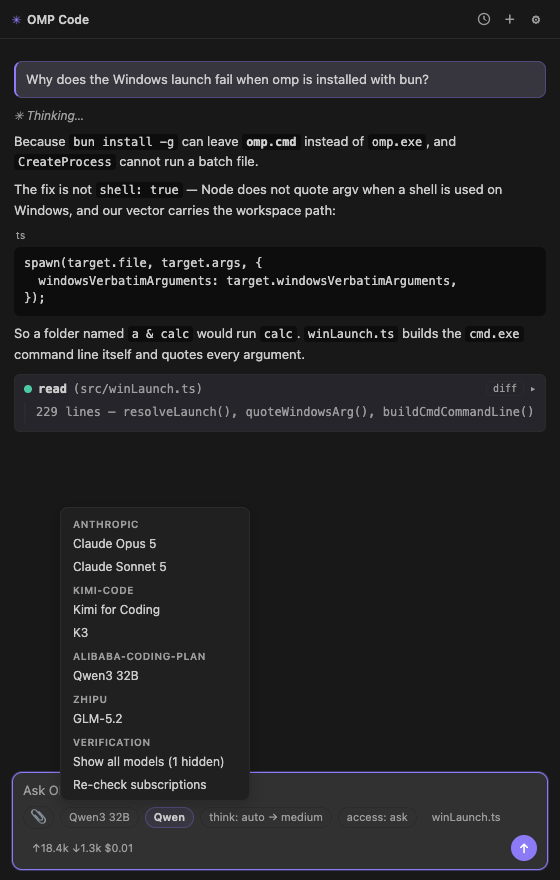 OMP Code
Why does the Windows launch fail when omp is installed with bun?
Thinking…
Because bun install -g can leave omp.cmd instead of omp.exe, and
CreateProcess cannot run a batch file.
The fix is not shell: true — Node does not quote argv when a shell is used on
Windows, and our vector carries the workspace path:
ts
spawn(target.file, target.args, {
  windowsVerbatimArguments: target.windowsVerbatimArguments,
});
So a folder named a & calc would run calc. winLaunch.ts builds the cmd.exe
command line itself and quotes every argument.
read (src/winLaunch.ts) diff
229 lines — resolveLaunch(), quoteWindowsArg(), buildCmdCommandLine()
ANTHROPIC
Claude Opus 5
Claude Sonnet 5
KIMI-CODE
Kimi for Coding
K3
ALIBABA-CODING-PLAN
Qwen3 32B
ZHIPU
GLM-5.2
VERIFICATION
Show all models (1 hidden)
Re-check subscriptions
Ask
Qwen3 32B Qwen think: auto → medium access: ask winLaunch.ts
↑18.4k ↓1.3k $0.01